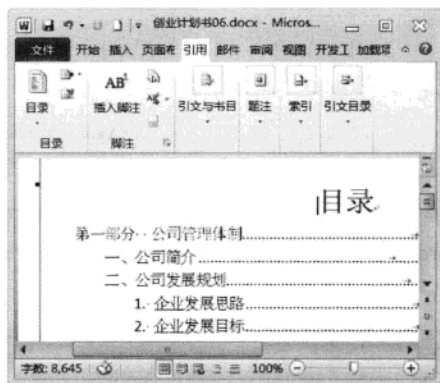 创业计划书06.docx - Micros...
文件 开始 插入 页面布 引用 邮件 审阅 视图 开发工 加载项
目录 AB¹ 插入脚注 引文与书目 题注 索引 引文目录
目录 脚注
目录
第一部分 公司管理体制
一、公司简介
二、公司发展规划
1. 企业发展思路
2. 企业发展目标
字数: 8,645 100%